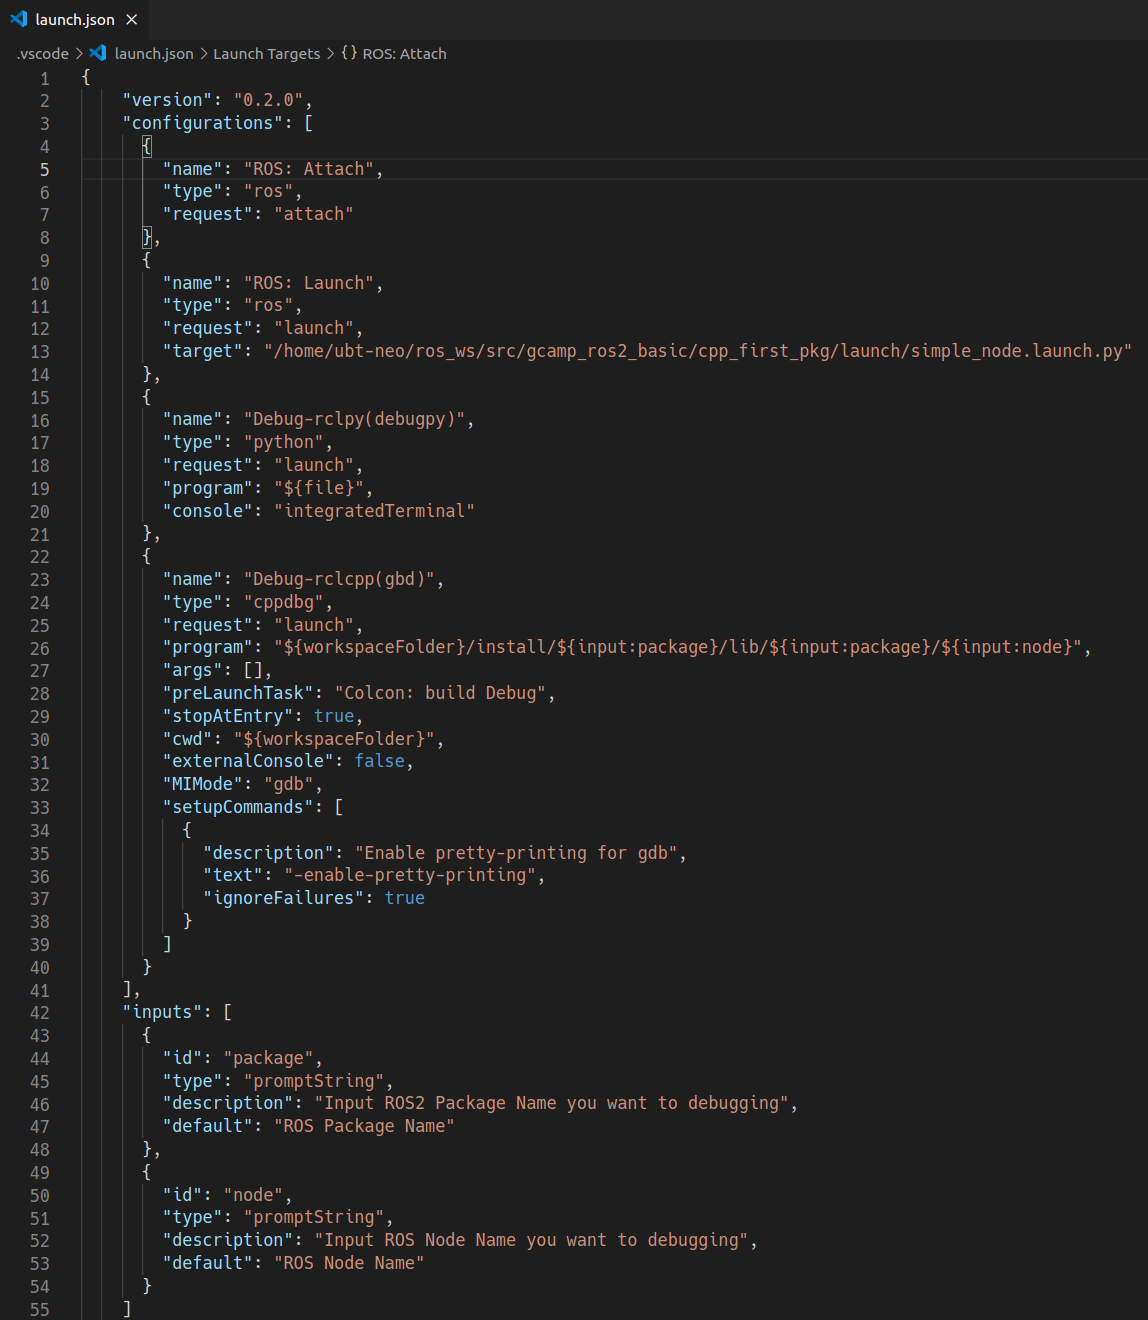 launch.json ×
.vscode > launch.json > Launch Targets > {} ROS: Attach
1 {
2 "version": "0.2.0",
3 "configurations": [
4 {
5 "name": "ROS: Attach",
6 "type": "ros",
7 "request": "attach"
8 },
9 {
10 "name": "ROS: Launch",
11 "type": "ros",
12 "request": "launch",
13 "target": "/home/ubt-neo/ros_ws/src/gcamp_ros2_basic/cpp_first_pkg/launch/simple_node.launch.py"
14 },
15 {
16 "name": "Debug-rclpy(debugpy)",
17 "type": "python",
18 "request": "launch",
19 "program": "${file}",
20 "console": "integratedTerminal"
21 },
22 {
23 "name": "Debug-rclcpp(gbd)",
24 "type": "cppdbg",
25 "request": "launch",
26 "program": "${workspaceFolder}/install/${input:package}/lib/${input:package}/${input:node}",
27 "args": [],
28 "preLaunchTask": "Colcon: build Debug",
29 "stopAtEntry": true,
30 "cwd": "${workspaceFolder}",
31 "externalConsole": false,
32 "MIMode": "gdb",
33 "setupCommands": [
34 {
35 "description": "Enable pretty-printing for gdb",
36 "text": "-enable-pretty-printing",
37 "ignoreFailures": true
38 }
39 ]
40 }
41 ],
42 "inputs": [
43 {
44 "id": "package",
45 "type": "promptString",
46 "description": "Input ROS2 Package Name you want to debugging",
47 "default": "ROS Package Name"
48 },
49 {
50 "id": "node",
51 "type": "promptString",
52 "description": "Input ROS Node Name you want to debugging",
53 "default": "ROS Node Name"
54 }
55 ]